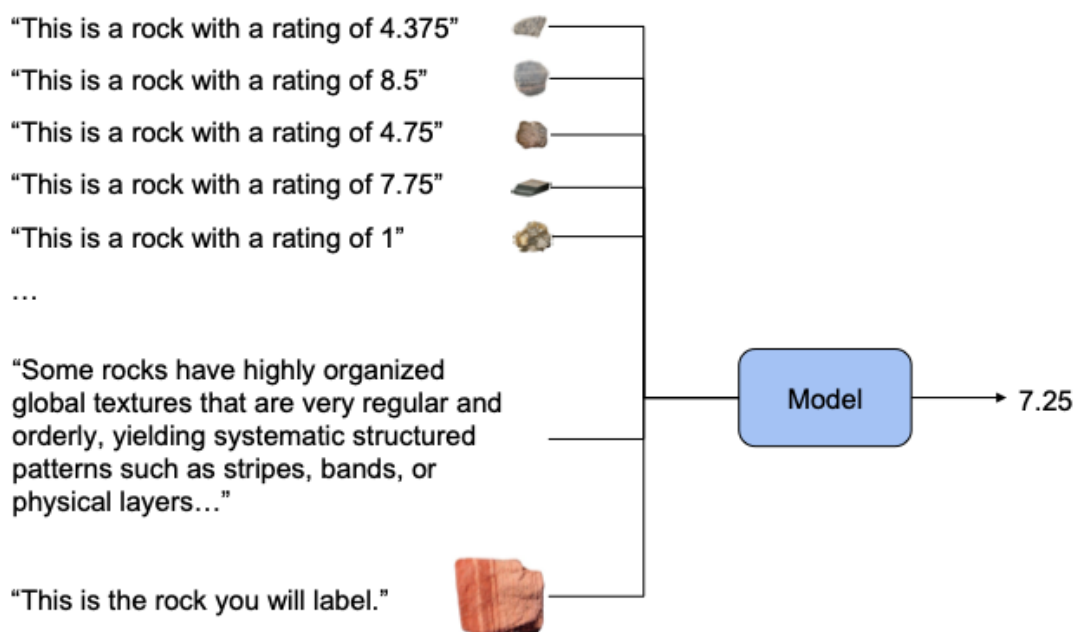 “This is a rock with a rating of 4.375”
“This is a rock with a rating of 8.5”
“This is a rock with a rating of 4.75”
“This is a rock with a rating of 7.75”
“This is a rock with a rating of 1”
…
“Some rocks have highly organized
global textures that are very regular and
orderly, yielding systematic structured
patterns such as stripes, bands, or
physical layers…”
Model
7.25
“This is the rock you will label.”